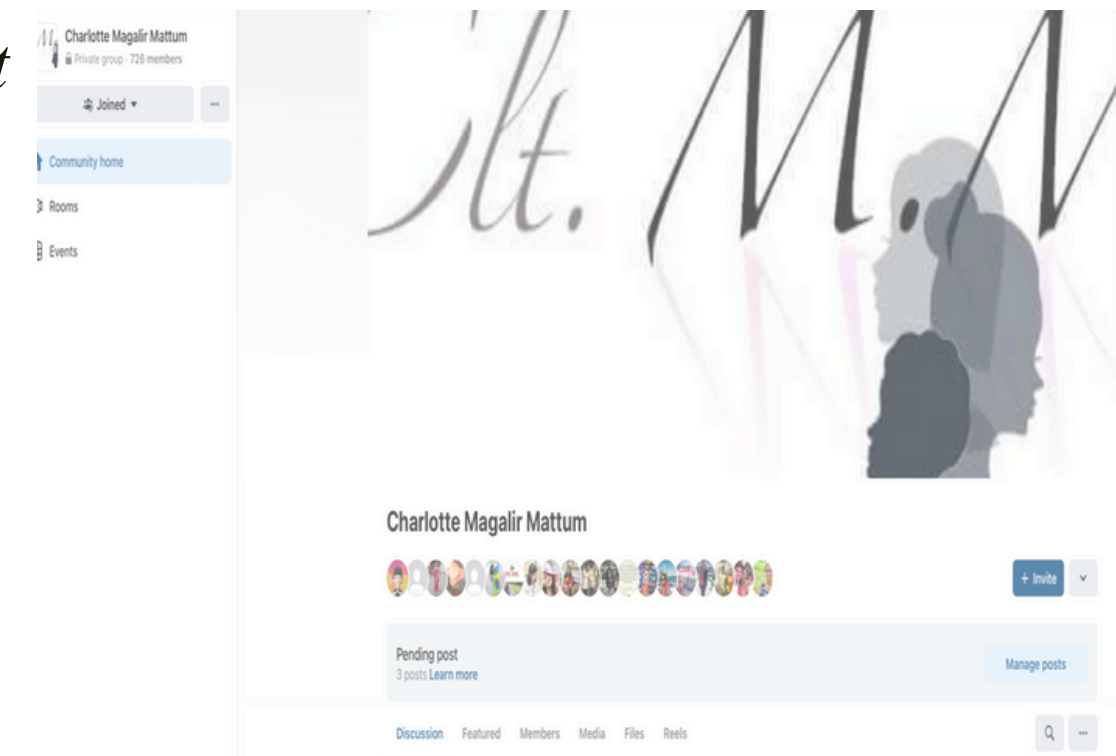 t
Charlotte Magalir Mattum
Private group · 726 members
Joined
Community home
Rooms
Events
lt. M M
Charlotte Magalir Mattum
+ Invite
Pending post
3 posts Learn more
Manage posts
Discussion Featured Members Media Files Reels